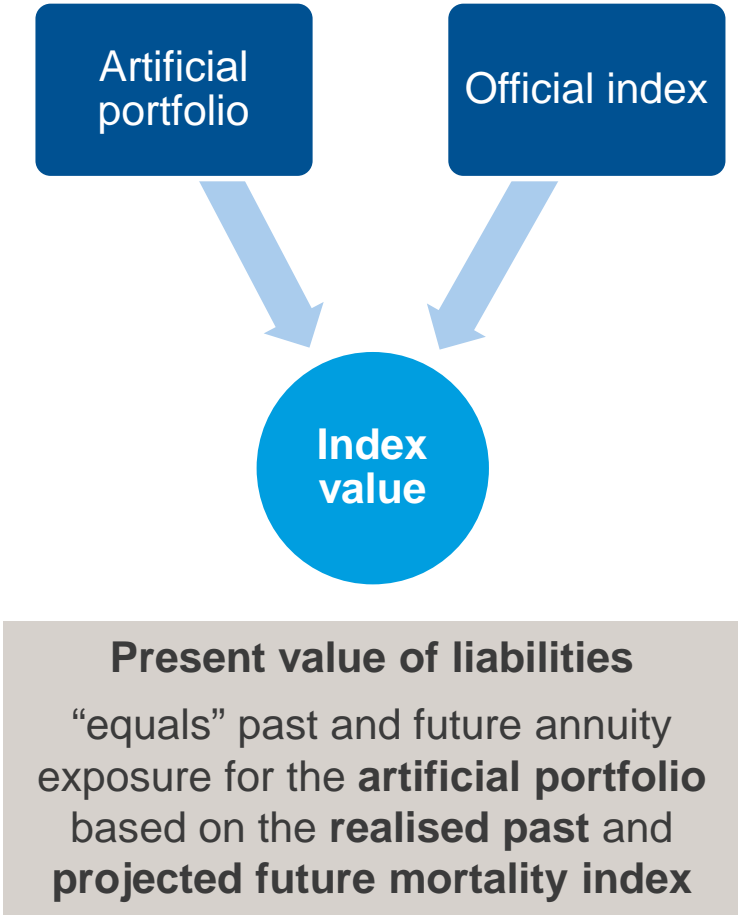 Artificial
portfolio
Official index
Index
value
Present value of liabilities
“equals” past and future annuity
exposure for the artificial portfolio
based on the realised past and
projected future mortality index